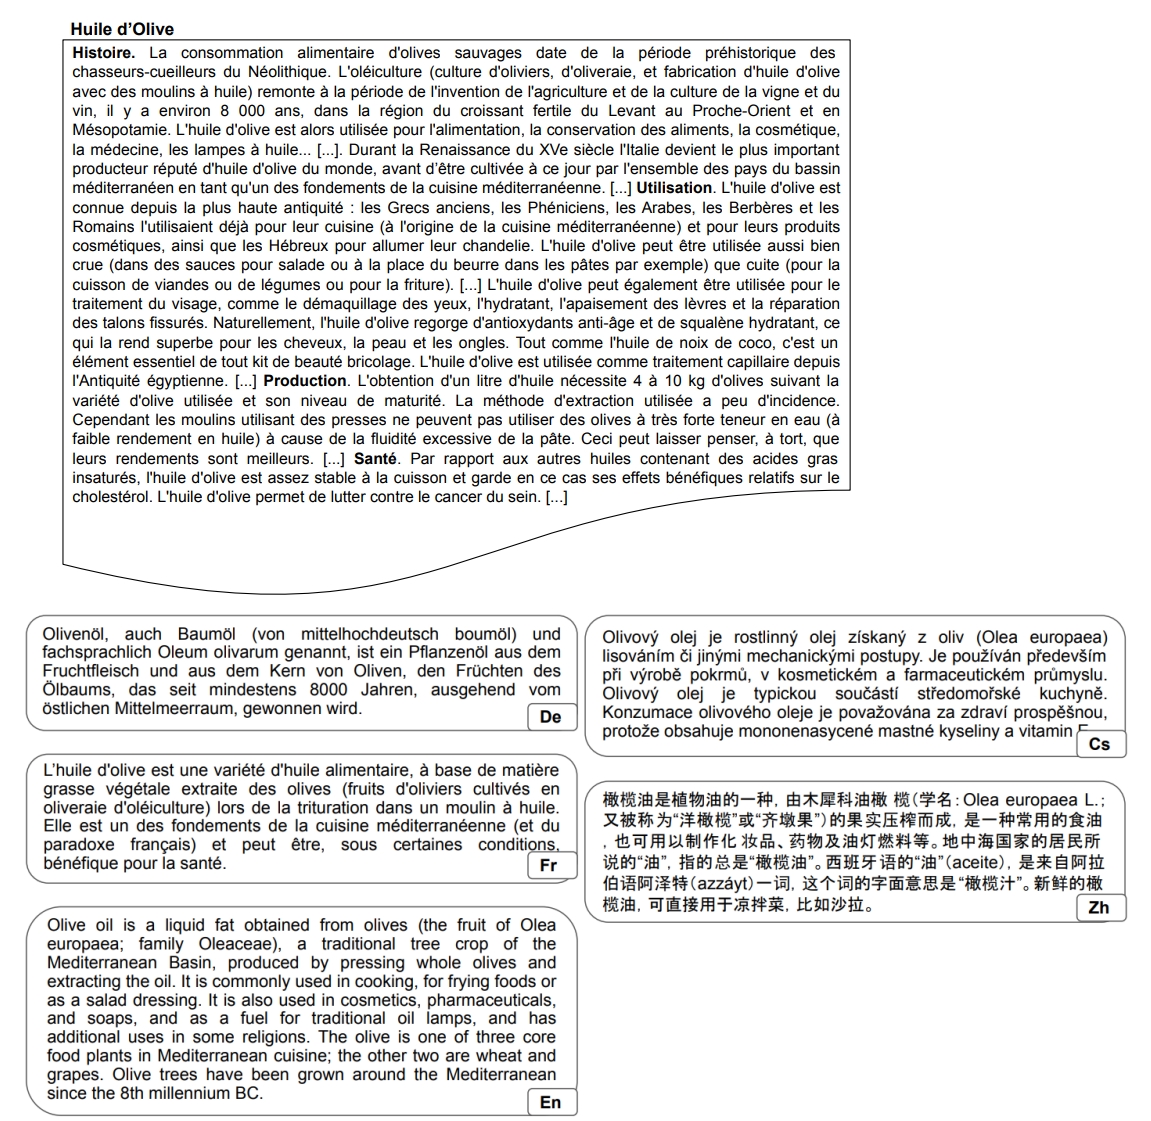 Huile d’Olive
Histoire. La consommation alimentaire d'olives sauvages date de la période préhistorique des
chasseurs-cueilleurs du Néolithique. L'oléiculture (culture d'oliviers, d'oliveraie, et fabrication d'huile d'olive
avec des moulins à huile) remonte à la période de l'invention de l'agriculture et de la culture de la vigne et du
vin, il y a environ 8 000 ans, dans la région du croissant fertile du Levant au Proche-Orient et en
Mésopotamie. L'huile d'olive est alors utilisée pour l'alimentation, la conservation des aliments, la cosmétique,
la médecine, les lampes à huile... [...]. Durant la Renaissance du XVe siècle l'Italie devient le plus important
producteur réputé d'huile d'olive du monde, avant d’être cultivée à ce jour par l'ensemble des pays du bassin
méditerranéen en tant qu'un des fondements de la cuisine méditerranéenne. [...] Utilisation. L'huile d'olive est
connue depuis la plus haute antiquité : les Grecs anciens, les Phéniciens, les Arabes, les Berbères et les
Romains l'utilisaient déjà pour leur cuisine (à l'origine de la cuisine méditerranéenne) et pour leurs produits
cosmétiques, ainsi que les Hébreux pour allumer leur chandelie. L'huile d'olive peut être utilisée aussi bien
crue (dans des sauces pour salade ou à la place du beurre dans les pâtes par exemple) que cuite (pour la
cuisson de viandes ou de légumes ou pour la friture). [...] L'huile d'olive peut également être utilisée pour le
traitement du visage, comme le démaquillage des yeux, l'hydratant, l'apaisement des lèvres et la réparation
des talons fissurés. Naturellement, l'huile d'olive regorge d'antioxydants anti-âge et de squalène hydratant, ce
qui la rend superbe pour les cheveux, la peau et les ongles. Tout comme l'huile de noix de coco, c'est un
élément essentiel de tout kit de beauté bricolage. L'huile d'olive est utilisée comme traitement capillaire depuis
l'Antiquité égyptienne. [...] Production. L'obtention d'un litre d'huile nécessite 4 à 10 kg d'olives suivant la
variété d'olive utilisée et son niveau de maturité. La méthode d'extraction utilisée a peu d'incidence.
Cependant les moulins utilisant des presses ne peuvent pas utiliser des olives à très forte teneur en eau (à
faible rendement en huile) à cause de la fluidité excessive de la pâte. Ceci peut laisser penser, à tort, que
leurs rendements sont meilleurs. [...] Santé. Par rapport aux autres huiles contenant des acides gras
insaturés, l'huile d'olive est assez stable à la cuisson et garde en ce cas ses effets bénéfiques relatifs sur le
cholestérol. L'huile d'olive permet de lutter contre le cancer du sein. [...]
Olivenöl, auch Baumöl (von mittelhochdeutsch boumöl) und
fachsprachlich Oleum olivarum genannt, ist ein Pflanzenöl aus dem
Fruchtfleisch und aus dem Kern von Oliven, den Früchten des
Ölbaums, das seit mindestens 8000 Jahren, ausgehend vom
östlichen Mittelmeerraum, gewonnen wird.
De
L’huile d'olive est une variété d'huile alimentaire, à base de matière
grasse végétale extraite des olives (fruits d'oliviers cultivés en
oliveraie d'oléiculture) lors de la trituration dans un moulin à huile.
Elle est un des fondements de la cuisine méditerranéenne (et du
paradoxe français) et peut être, sous certaines conditions,
bénéfique pour la santé.
Fr
Olive oil is a liquid fat obtained from olives (the fruit of Olea
europaea; family Oleaceae), a traditional tree crop of the
Mediterranean Basin, produced by pressing whole olives and
extracting the oil. It is commonly used in cooking, for frying foods or
as a salad dressing. It is also used in cosmetics, pharmaceuticals,
and soaps, and as a fuel for traditional oil lamps, and has
additional uses in some religions. The olive is one of three core
food plants in Mediterranean cuisine; the other two are wheat and
grapes. Olive trees have been grown around the Mediterranean
since the 8th millennium BC.
En
Olivový olej je rostlinný olej získaný z oliv (Olea europaea)
lisováním či jinými mechanickými postupy. Je používán především
při výrobě pokrmů, v kosmetickém a farmaceutickém průmyslu.
Olivový olej je typickou součástí středomořské kuchyně.
Konzumace olivového oleje je považována za zdraví prospěšnou,
protože obsahuje mononenasycené mastné kyseliny a vitamin
Cs
橄榄油是植物油的一种, 由木犀科油橄 榄(学名: Olea europaea L.;
又被称为“洋橄榄”或“齐墩果”)的果实压榨而成, 是一种常用的食油
, 也可用以制作化 妆品、药物及油灯燃料等。地中海国家的居民所
说的“油”, 指的总是“橄榄油”。西班牙语的“油”(aceite), 是来自阿拉
伯语阿泽特(azzáyt)一词, 这个词的字面意思是“橄榄汁”。新鲜的橄
榄油, 可直接用于凉拌菜, 比如沙拉。
Zh